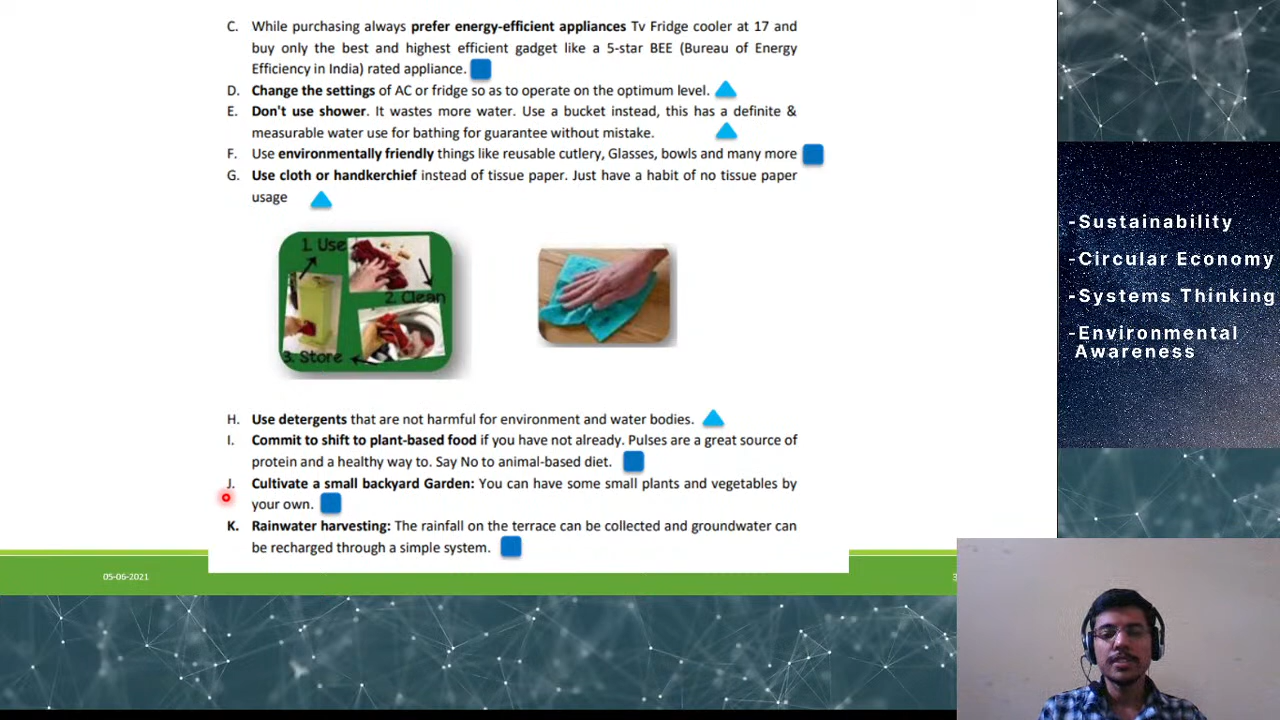 C. While purchasing always prefer energy-efficient appliances Tv Fridge cooler at 17 and
buy only the best and highest efficient gadget like a 5-star BEE (Bureau of Energy
Efficiency in India) rated appliance.
D. Change the settings of AC or fridge so as to operate on the optimum level.
E. Don't use shower. It wastes more water. Use a bucket instead, this has a definite &
measurable water use for bathing for guarantee without mistake.
F. Use environmentally friendly things like reusable cutlery, Glasses, bowls and many more
G. Use cloth or handkerchief instead of tissue paper. Just have a habit of no tissue paper
usage
1. Use
2. Clean
3. Store
H. Use detergents that are not harmful for environment and water bodies.
I. Commit to shift to plant-based food if you have not already. Pulses are a great source of
protein and a healthy way to. Say No to animal-based diet.
J. Cultivate a small backyard Garden: You can have some small plants and vegetables by
your own.
K. Rainwater harvesting: The rainfall on the terrace can be collected and groundwater can
be recharged through a simple system.
05-06-2021
-Sustainability
-Circular Economy
-Systems Thinking
-Environmental
Awareness